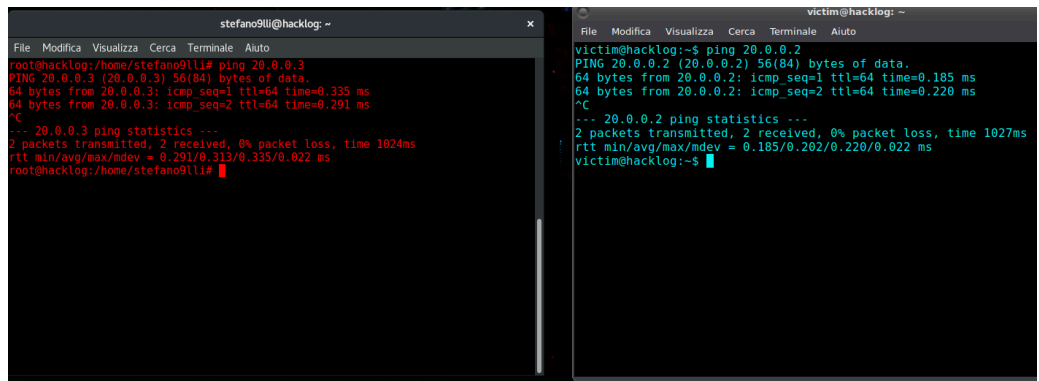 stefano9lli@hacklog: ~
×
File Modifica Visualizza Cerca Terminale Aiuto
root@hacklog:/home/stefano9lli# ping 20.0.0.3
PING 20.0.0.3 (20.0.0.3) 56(84) bytes of data.
64 bytes from 20.0.0.3: icmp_seq=1 ttl=64 time=0.335 ms
64 bytes from 20.0.0.3: icmp_seq=2 ttl=64 time=0.291 ms
^C
--- 20.0.0.3 ping statistics ---
2 packets transmitted, 2 received, 0% packet loss, time 1024ms
rtt min/avg/max/mdev = 0.291/0.313/0.335/0.022 ms
root@hacklog:/home/stefano9lli#
victim@hacklog: ~
File Modifica Visualizza Cerca Terminale Aiuto
victim@hacklog:~$ ping 20.0.0.2
PING 20.0.0.2 (20.0.0.2) 56(84) bytes of data.
64 bytes from 20.0.0.2: icmp_seq=1 ttl=64 time=0.185 ms
64 bytes from 20.0.0.2: icmp_seq=2 ttl=64 time=0.220 ms
^C
--- 20.0.0.2 ping statistics ---
2 packets transmitted, 2 received, 0% packet loss, time 1027ms
rtt min/avg/max/mdev = 0.185/0.202/0.220/0.022 ms
victim@hacklog:~$